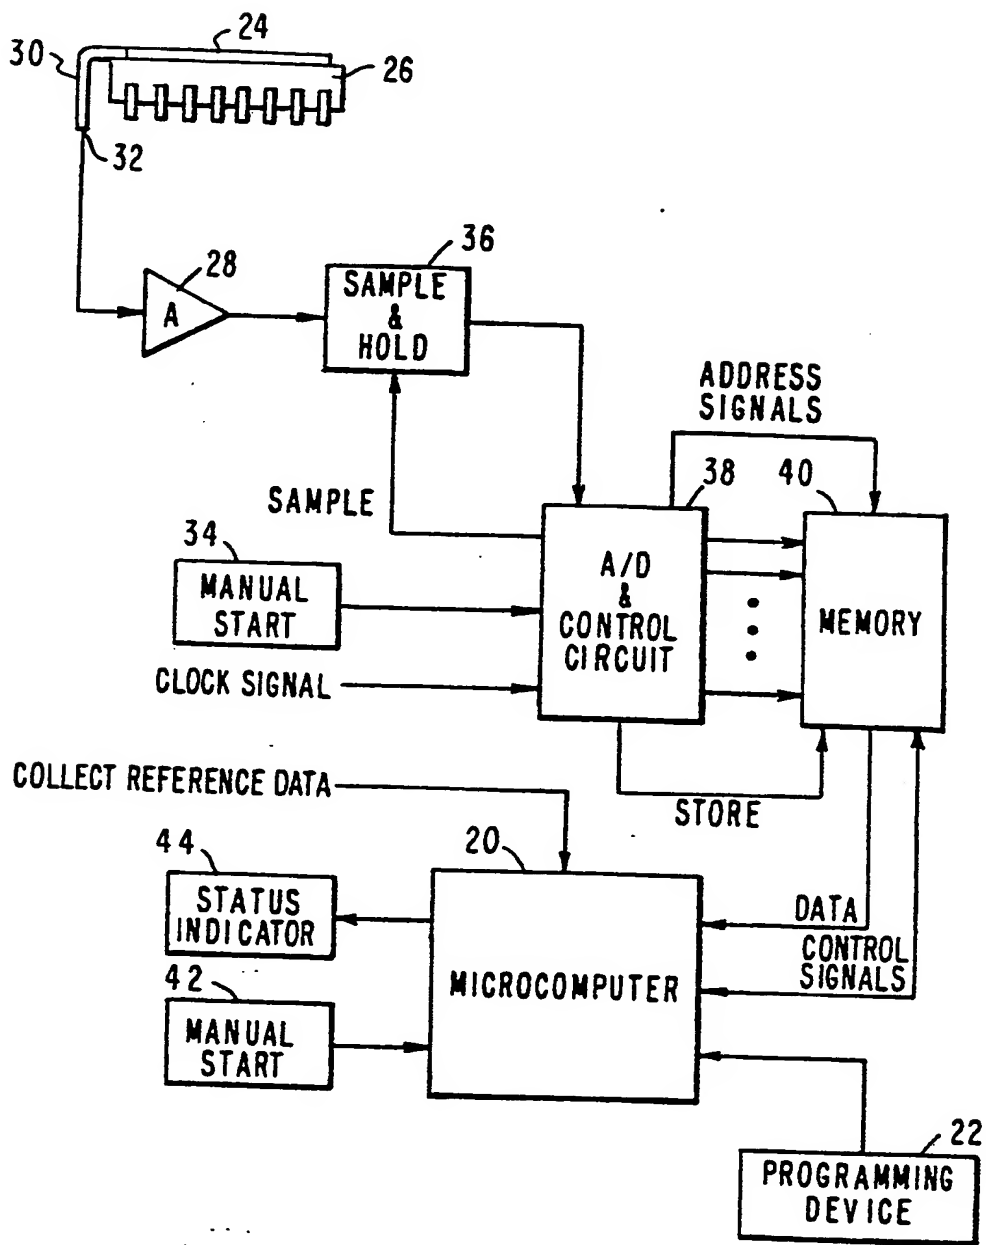 24
30
26
32
28
A
36
SAMPLE
&
HOLD
ADDRESS
SIGNALS
38
40
SAMPLE
34
MANUAL
START
A/D
&
CONTROL
CIRCUIT
MEMORY
CLOCK SIGNAL
COLLECT REFERENCE DATA
STORE
44
20
STATUS
INDICATOR
DATA
CONTROL
SIGNALS
42
MICROCOMPUTER
MANUAL
START
22
PROGRAMMING
DEVICE